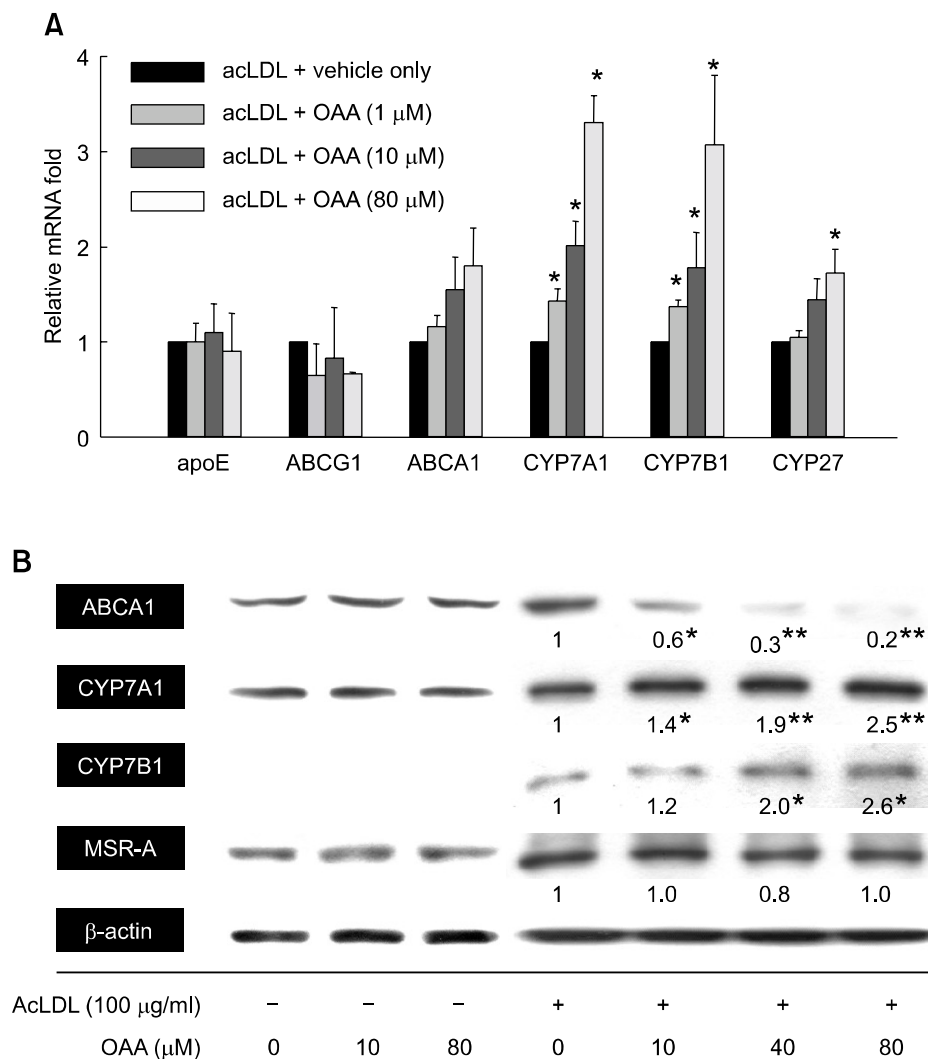 A
4
3
2
1
0
Relative mRNA fold
acLDL + vehicle only
acLDL + OAA (1 μM)
acLDL + OAA (10 μM)
acLDL + OAA (80 μM)
* * * * * * *
apoE ABCG1 ABCA1 CYP7A1 CYP7B1 CYP27
B
ABCA1
1 0.6* 0.3** 0.2**
CYP7A1
1 1.4* 1.9** 2.5**
CYP7B1
1 1.2 2.0* 2.6*
MSR-A
1 1.0 0.8 1.0
β-actin
AcLDL (100 μg/ml) − − − + + + +
OAA (μM) 0 10 80 0 10 40 80